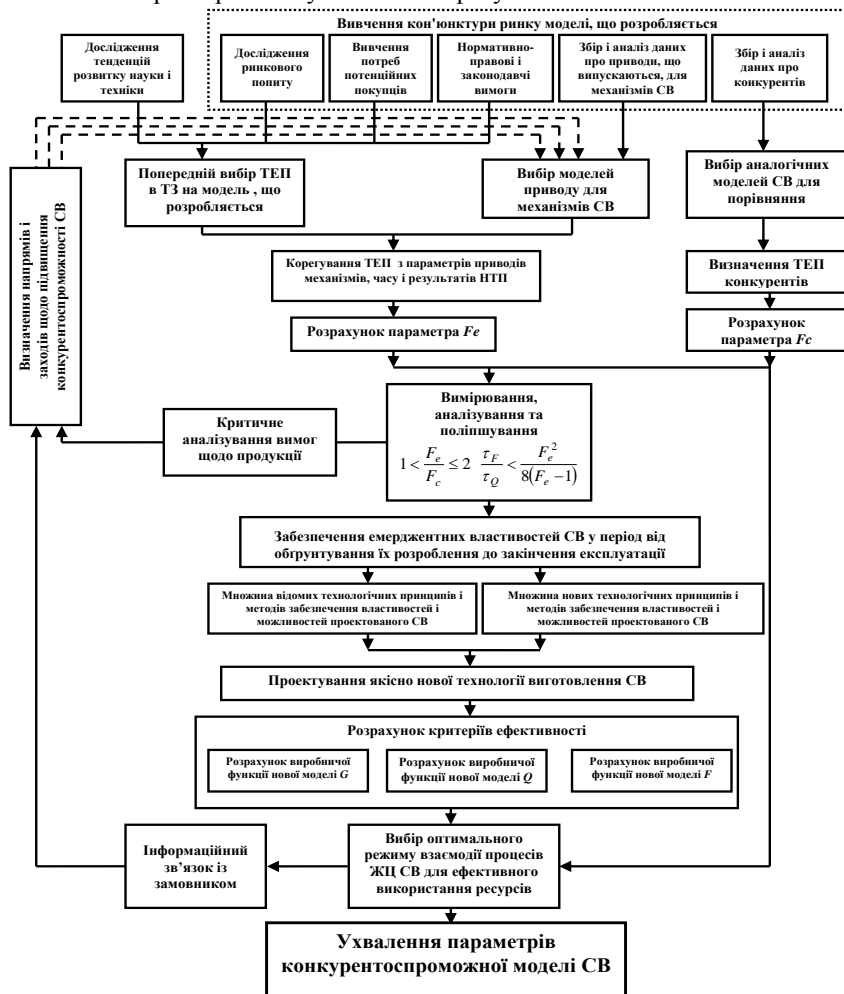 Вивчення кон'юнктури ринку моделі, що розробляється
Дослідження
тенденцій
розвитку науки і
техніки
Дослідження
ринкового
попиту
Вивчення
потреб
потенційних
покупців
Нормативно-
правові і
законодавчі
вимоги
Збір і аналіз даних
про приводи, що
випускаються, для
механізмів СВ
Збір і аналіз
даних про
конкурентів
Визначення напрямів і
заходів щодо підвищення
конкурентоспроможності СВ
Попередній вибір ТЕП
в ТЗ на модель , що
розробляється
Вибір моделей
приводу для
механізмів СВ
Вибір аналогічних
моделей СВ для
порівняння
Корегування ТЕП з параметрів приводів
механізмів, часу і результатів НТП
Визначення ТЕП
конкурентів
Розрахунок параметра Fe
Розрахунок
параметра Fc
Критичне
аналізування вимог
щодо продукції
Вимірювання,
аналізування та
поліпшування
1 < F_e/F_c ≤ 2 τ_F/τ_Q < F_e²/8(F_e −1)
Забезпечення емерджентних властивостей СВ у період від
обґрунтування їх розроблення до закінчення експлуатації
Множина відомих технологічних принципів і
методів забезпечення властивостей і
можливостей проектованого СВ
Множина нових технологічних принципів і
методів забезпечення властивостей і
можливостей проектованого СВ
Проектування якісно нової технології виготовлення СВ
Розрахунок критеріїв ефективності
Розрахунок виробничої
функції нової моделі G
Розрахунок виробничої
функції нової моделі Q
Розрахунок виробничої
функції нової моделі F
Інформаційний
зв’язок із
замовником
Вибір оптимального
режиму взаємодії процесів
ЖЦ СВ для ефективного
використання ресурсів
Ухвалення параметрів
конкурентоспроможної моделі СВ